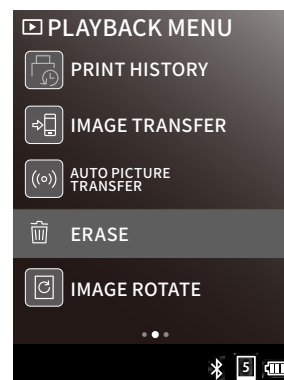 PLAYBACK MENU
PRINT HISTORY
IMAGE TRANSFER
AUTO PICTURE
TRANSFER
ERASE
IMAGE ROTATE
5